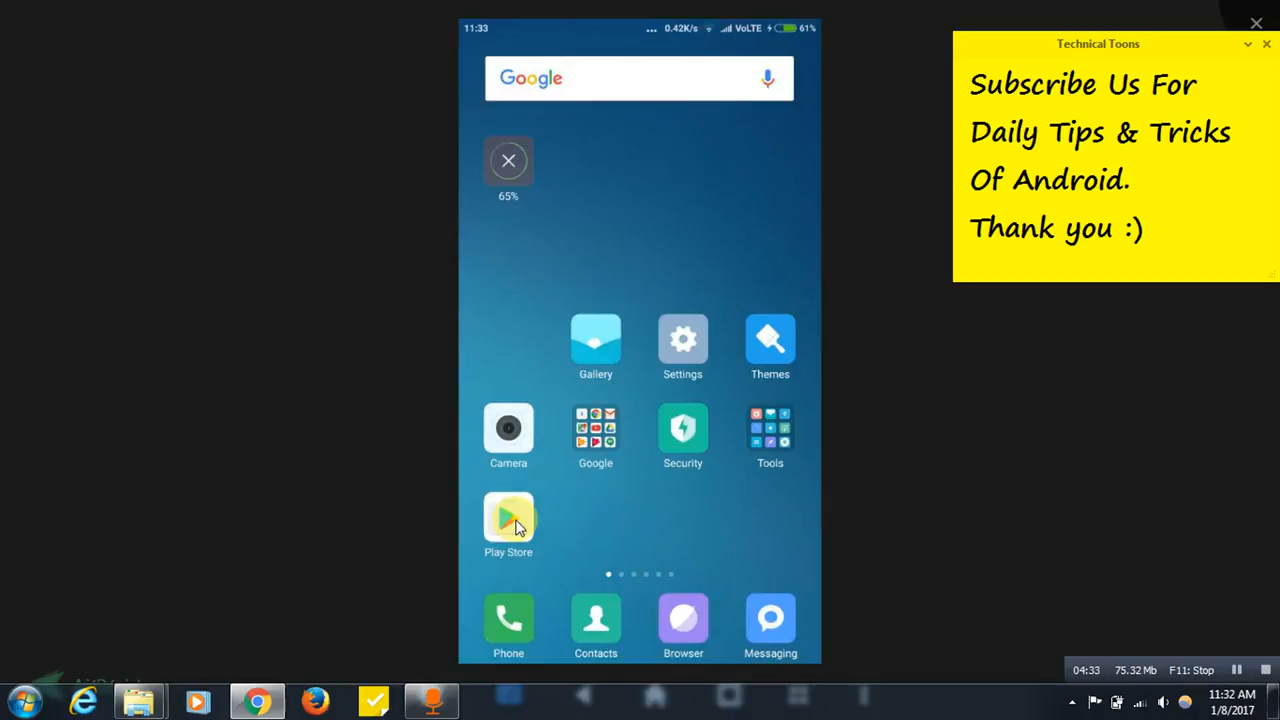 11:33
... 0.42K/s VoLTE 61%
Technical Toons
Google
Subscribe Us For
Daily Tips & Tricks
Of Android.
Thank you :)
65%
Gallery
Settings
Themes
Camera
Google
Security
Tools
Play Store
Phone
Contacts
Browser
Messaging
04:33 75.32 Mb F11: Stop
11:32 AM
1/8/2017